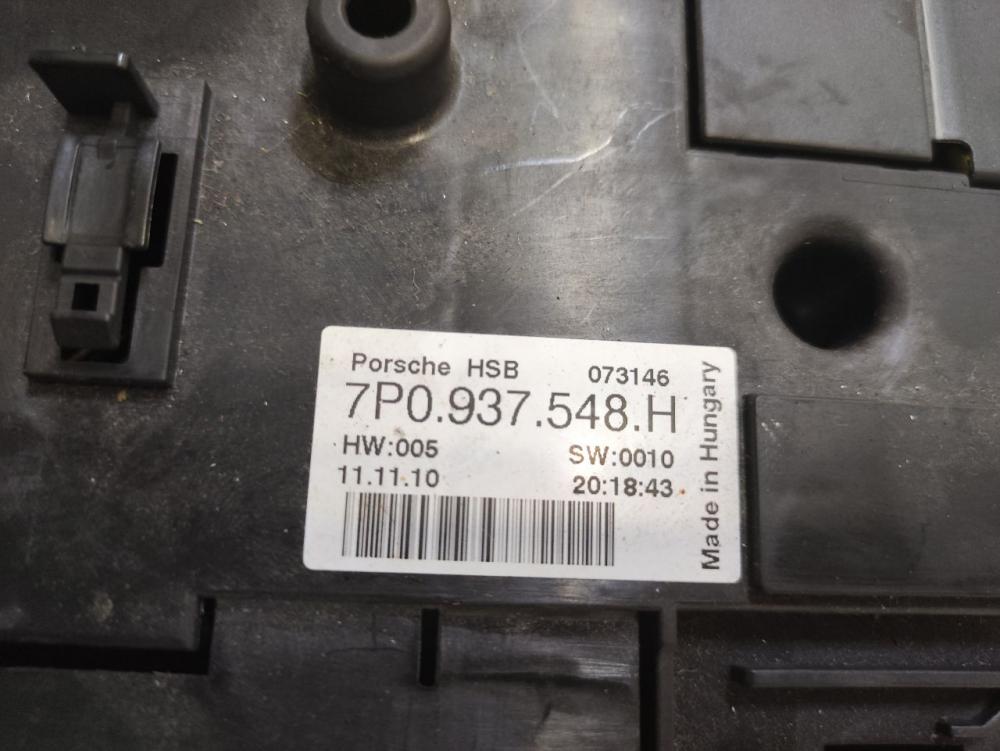 Porsche HSB 073146
7P0.937.548.H
HW:005 SW:0010
11.11.10 20:18:43
Made in Hungary